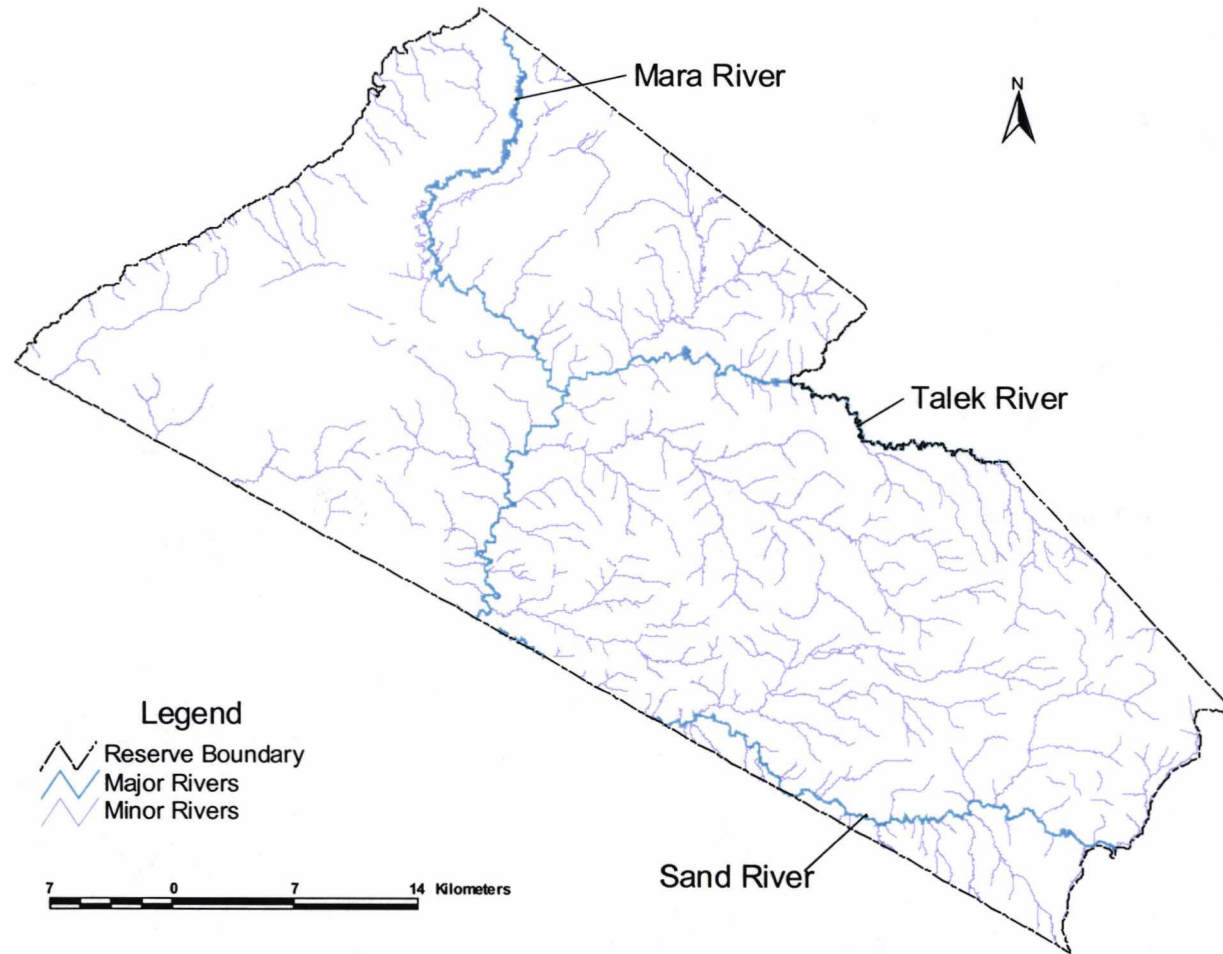 Mara River
N
Talek River
Legend
Reserve Boundary
Major Rivers
Minor Rivers
Sand River
7 0 7 14 Kilometers